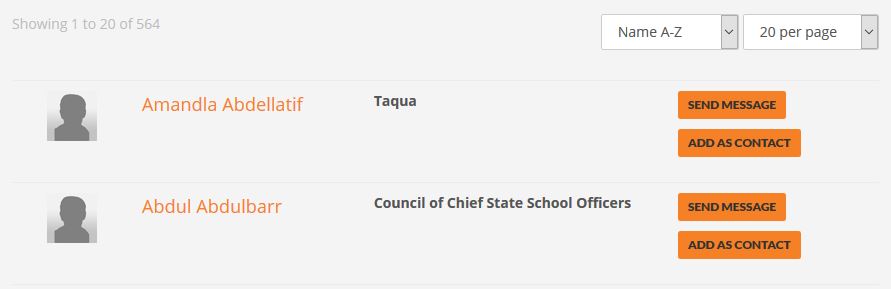 Showing 1 to 20 of 564
Name A-Z
20 per page
Amandla Abdellatif
Taqua
SEND MESSAGE
ADD AS CONTACT
Abdul Abdulbarr
Council of Chief State School Officers
SEND MESSAGE
ADD AS CONTACT